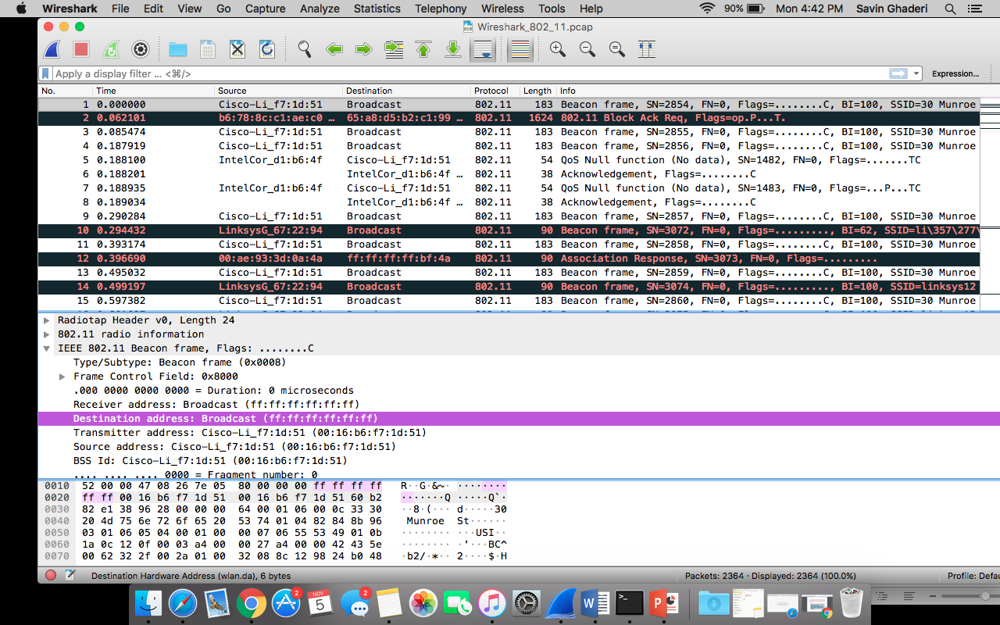 Wireshark File Edit View Go Capture Analyze Statistics Telephony Wireless Tools Help 90% Mon 4:42 PM Savin Ghaderi
Wireshark_802_11.pcap
Apply a display filter ... <⌘/> Expression...
No. Time Source Destination Protocol Length Info
1 0.000000 Cisco-Li_f7:1d:51 Broadcast 802.11 183 Beacon frame, SN=2854, FN=0, Flags=........C, BI=100, SSID=30 Munroe
2 0.062101 b6:78:8c:c1:ae:c0 … 65:a8:d5:b2:c1:99 … 802.11 1624 802.11 Block Ack Req, Flags=op.P...T.
3 0.085474 Cisco-Li_f7:1d:51 Broadcast 802.11 183 Beacon frame, SN=2855, FN=0, Flags=........C, BI=100, SSID=30 Munroe
4 0.187919 Cisco-Li_f7:1d:51 Broadcast 802.11 183 Beacon frame, SN=2856, FN=0, Flags=........C, BI=100, SSID=30 Munroe
5 0.188100 IntelCor_d1:b6:4f Cisco-Li_f7:1d:51 802.11 54 QoS Null function (No data), SN=1482, FN=0, Flags=.......TC
6 0.188201 IntelCor_d1:b6:4f … 802.11 38 Acknowledgement, Flags=........C
7 0.188935 IntelCor_d1:b6:4f Cisco-Li_f7:1d:51 802.11 54 QoS Null function (No data), SN=1483, FN=0, Flags=...P...TC
8 0.189034 IntelCor_d1:b6:4f … 802.11 38 Acknowledgement, Flags=........C
9 0.290284 Cisco-Li_f7:1d:51 Broadcast 802.11 183 Beacon frame, SN=2857, FN=0, Flags=........C, BI=100, SSID=30 Munroe
10 0.294432 LinksysG_67:22:94 Broadcast 802.11 90 Beacon frame, SN=3072, FN=0, Flags=........., BI=62, SSID=li\357\277\
11 0.393174 Cisco-Li_f7:1d:51 Broadcast 802.11 183 Beacon frame, SN=2858, FN=0, Flags=........C, BI=100, SSID=30 Munroe
12 0.396690 00:ae:93:3d:0a:4a ff:ff:ff:ff:bf:4a 802.11 90 Association Response, SN=3073, FN=0, Flags=.........
13 0.495032 Cisco-Li_f7:1d:51 Broadcast 802.11 183 Beacon frame, SN=2859, FN=0, Flags=........C, BI=100, SSID=30 Munroe
14 0.499197 LinksysG_67:22:94 Broadcast 802.11 90 Beacon frame, SN=3074, FN=0, Flags=........., BI=100, SSID=linksys12
15 0.597382 Cisco-Li_f7:1d:51 Broadcast 802.11 183 Beacon frame, SN=2860, FN=0, Flags=........C, BI=100, SSID=30 Munroe
Radiotap Header v0, Length 24
802.11 radio information
IEEE 802.11 Beacon frame, Flags: ........C
Type/Subtype: Beacon frame (0x0008)
Frame Control Field: 0x8000
.000 0000 0000 0000 = Duration: 0 microseconds
Receiver address: Broadcast (ff:ff:ff:ff:ff:ff)
Destination address: Broadcast (ff:ff:ff:ff:ff:ff)
Transmitter address: Cisco-Li_f7:1d:51 (00:16:b6:f7:1d:51)
Source address: Cisco-Li_f7:1d:51 (00:16:b6:f7:1d:51)
BSS Id: Cisco-Li_f7:1d:51 (00:16:b6:f7:1d:51)
.... .... .... 0000 = Fragment number: 0
0010 52 00 00 47 08 26 7e 05 80 00 00 00 ff ff ff ff R··G·&~· ········
0020 ff ff 00 16 b6 f7 1d 51 00 16 b6 f7 1d 51 60 b2 ·······Q ·····Q`·
0030 82 e1 38 96 28 00 00 00 64 00 01 06 00 0c 33 30 ··8·(··· d·····30
0040 20 4d 75 6e 72 6f 65 20 53 74 01 04 82 84 8b 96 Munroe St······
0050 03 01 06 05 04 00 01 00 00 07 06 55 53 49 01 0b ········ ···USI··
0060 1a 0c 12 0f 00 03 a4 00 00 27 a4 00 00 42 43 5e ········ ·'···BC^
0070 00 62 32 2f 00 2a 01 00 32 08 8c 12 98 24 b0 48 ·b2/·*·· 2····$·H
Destination Hardware Address (wlan.da), 6 bytes Packets: 2364 · Displayed: 2364 (100.0%) Profile: Defau
2 NOV 5 2